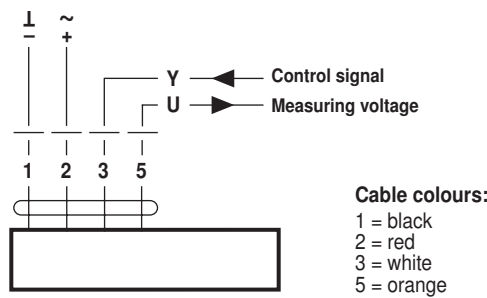 ⊥ ~
– +
Y Control signal
U Measuring voltage
1 2 3 5
Cable colours:
1 = black
2 = red
3 = white
5 = orange